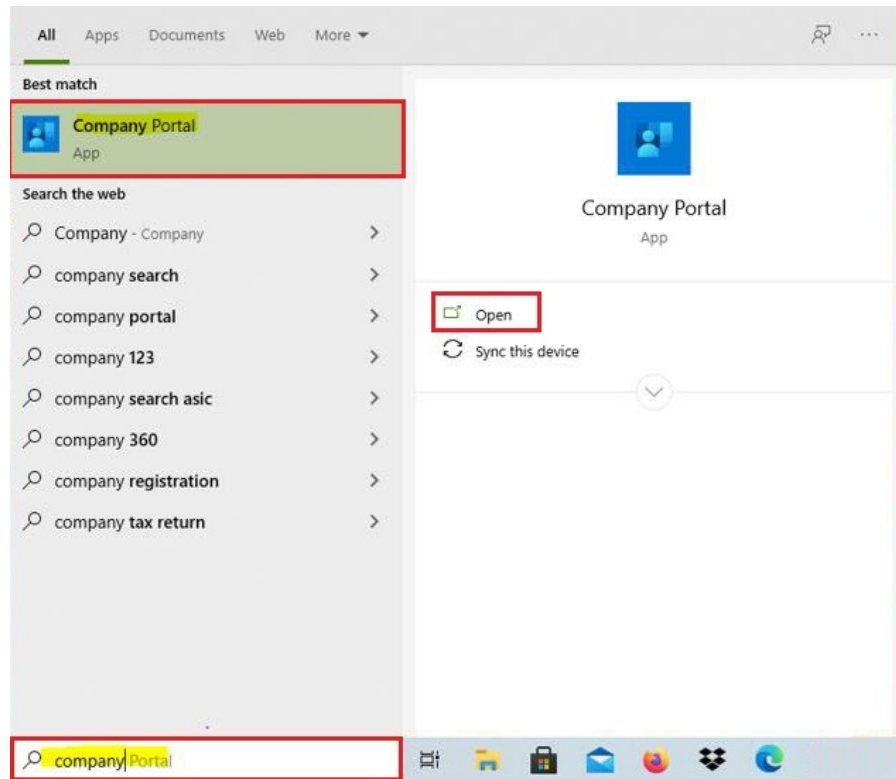 All Apps Documents Web More
Best match
Company Portal
App
Search the web
Company - Company
company search
company portal
company 123
company search asic
company 360
company registration
company tax return
Company Portal
App
Open
Sync this device
company Portal